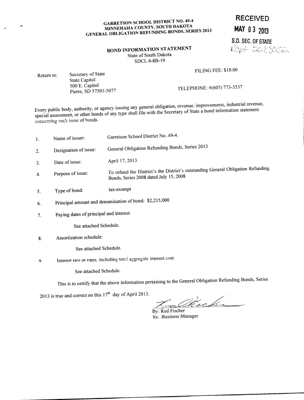 GARRETSON SCHOOL DISTRICT NO. 49-4
MINNEHAHA COUNTY, SOUTH DAKOTA
GENERAL OBLIGATION REFUNDING BONDS, SERIES 2013
RECEIVED
MAY 03 2013
S.D. SEC. OF STATE
BOND INFORMATION STATEMENT
State of South Dakota
SDCL 6-8B-19
Return to: Secretary of State
State Capitol
500 E. Capitol
Pierre, SD 57501-5077
FILING FEE: $10.00
TELEPHONE: #(605) 773-3537
Every public body, authority, or agency issuing any general obligation, revenue, improvements, industrial revenue,
special assessment, or other bonds of any type shall file with the Secretary of State a bond information statement
concerning each issue of bonds.
1. Name of issuer: Garretson School District No. 49-4.
2. Designation of issue: General Obligation Refunding Bonds, Series 2013
3. Date of issue: April 17, 2013
4. Purpose of issue: To refund the District's the District's outstanding General Obligation Refunding
Bonds, Series 2008 dated July 15, 2008
5. Type of bond: tax-exempt
6. Principal amount and denomination of bond: $2,215,000
7. Paying dates of principal and interest:
See attached Schedule.
8. Amortization schedule:
See attached Schedule.
9. Interest rate or rates, including total aggregate interest cost:
See attached Schedule.
This is to certify that the above information pertaining to the General Obligation Refunding Bonds, Series
2013 is true and correct on this 17th day of April 2013.
By: Rod Fischer
Its: Business Manager